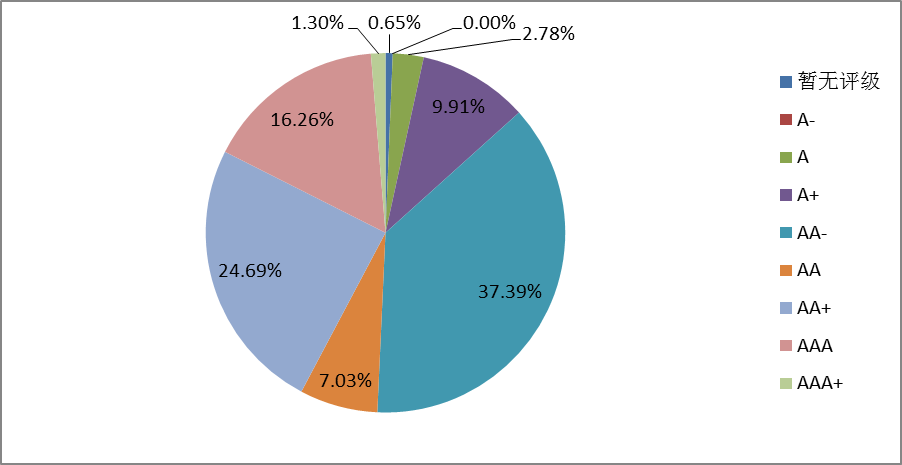 1.30%
0.65%
0.00%
2.78%
9.91%
16.26%
24.69%
37.39%
7.03%
暂无评级
A-
A
A+
AA-
AA
AA+
AAA
AAA+